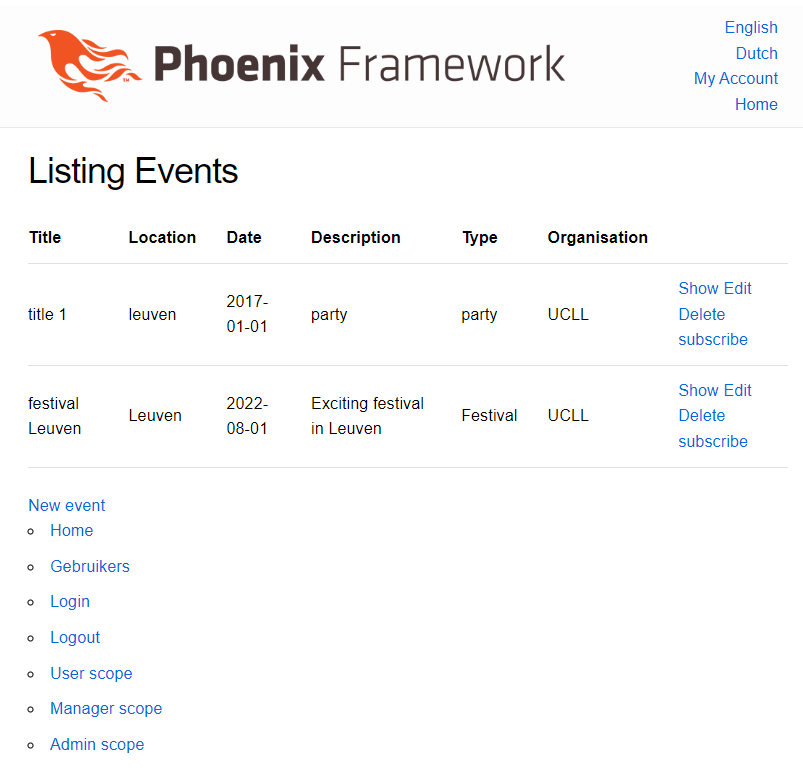 English
Phoenix Framework
TM
Dutch
My Account
Home
Listing Events
Title Location Date Description Type Organisation
title 1 leuven 2017- party party UCLL Show Edit
01-01 Delete
subscribe
festival Leuven 2022- Exciting festival Festival UCLL Show Edit
Leuven 08-01 in Leuven Delete
subscribe
New event
Home
Gebruikers
Login
Logout
User scope
Manager scope
Admin scope